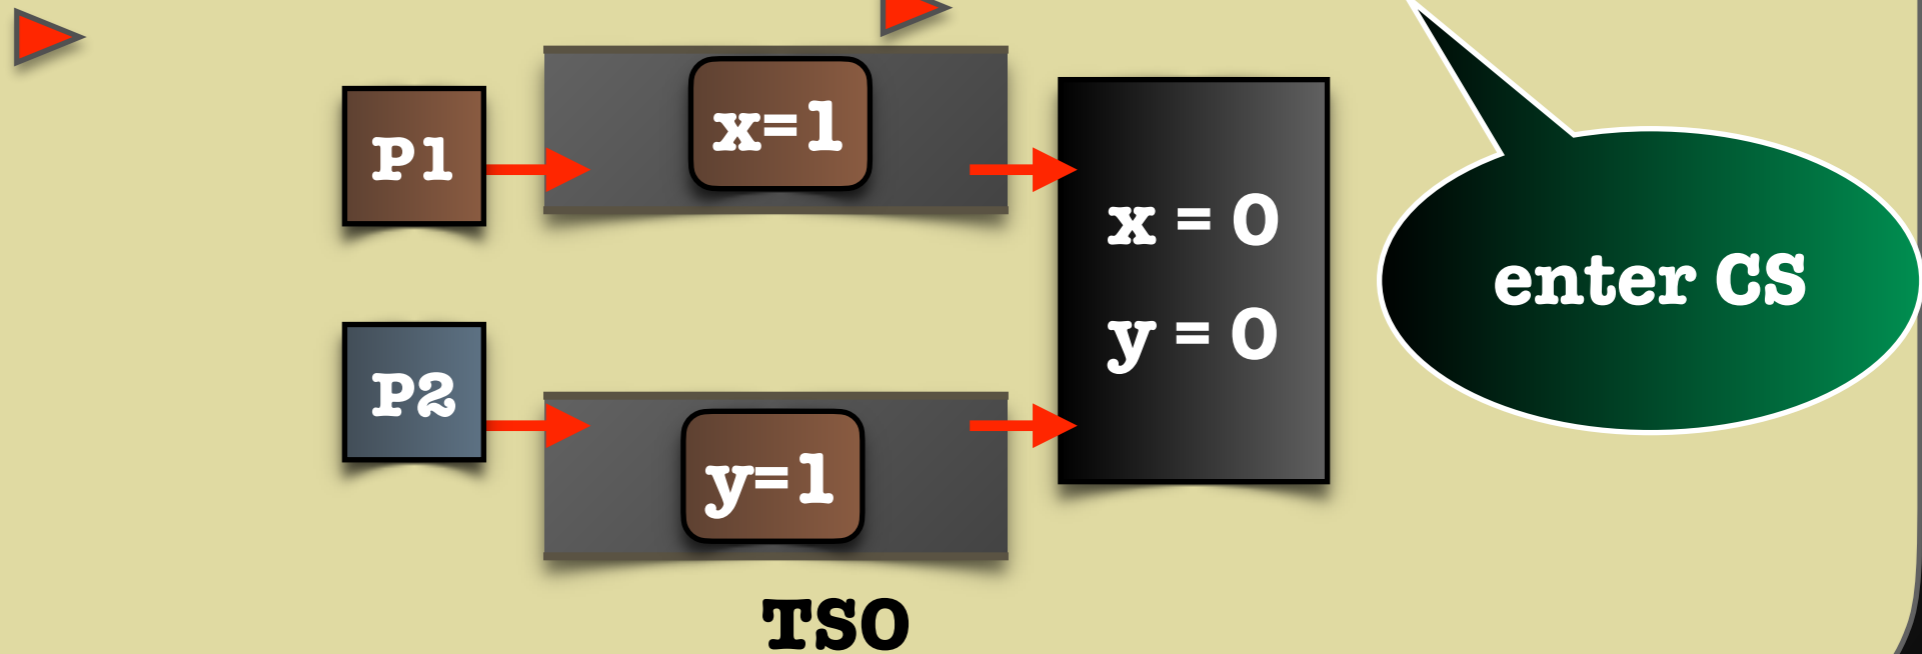 x=1
P1
x = 0
y = 0
enter CS
P2
y=1
TSO